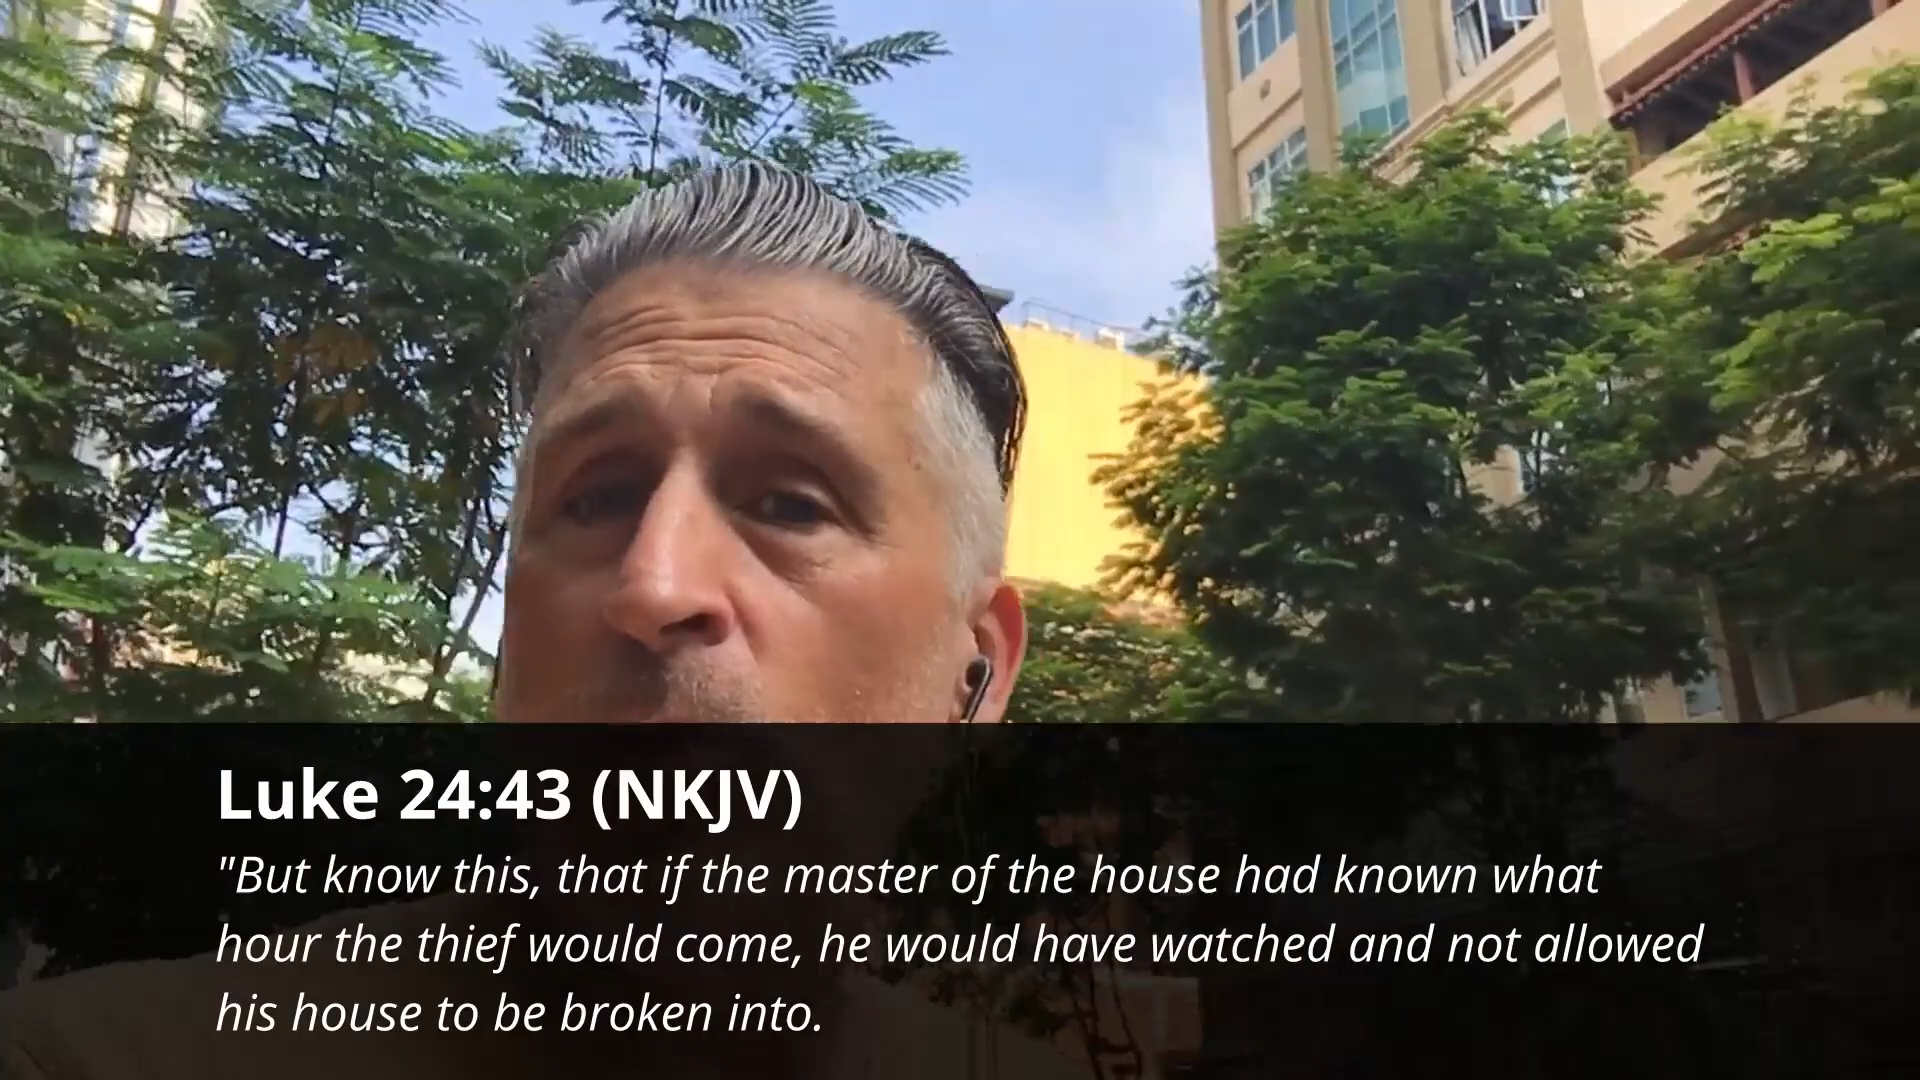 Luke 24:43 (NKJV)
"But know this, that if the master of the house had known what
hour the thief would come, he would have watched and not allowed
his house to be broken into.